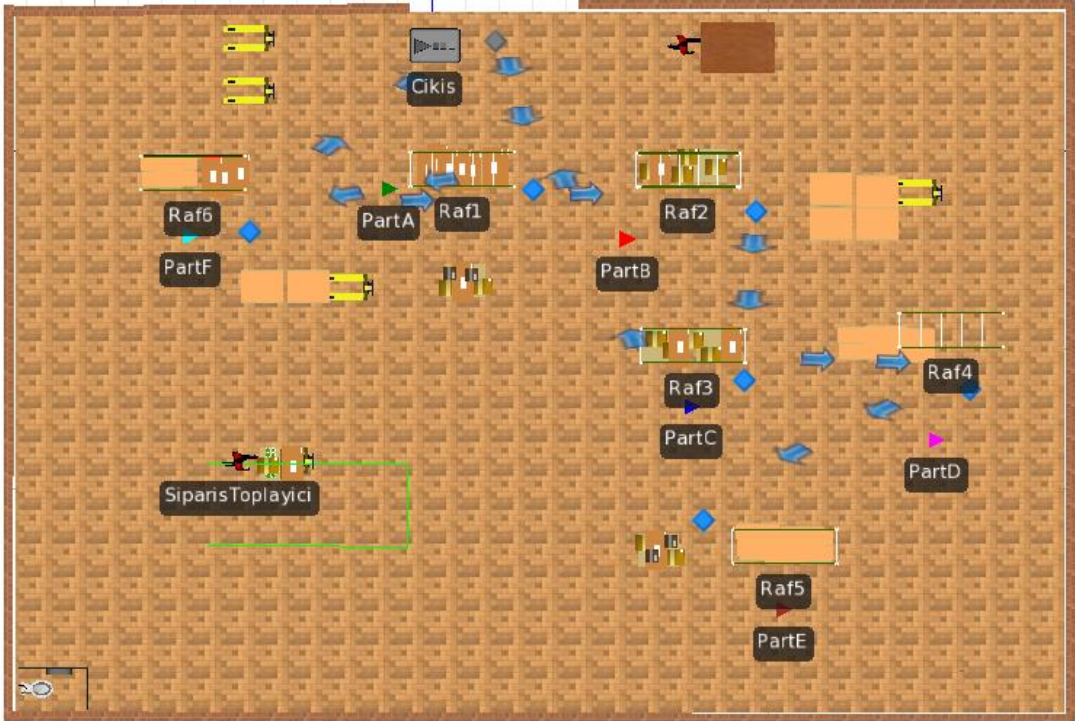 Cikis
Raf6
PartA
Raf1
Raf2
PartF
PartB
Raf3
Raf4
PartC
PartD
SiparisToplayici
Raf5
PartE